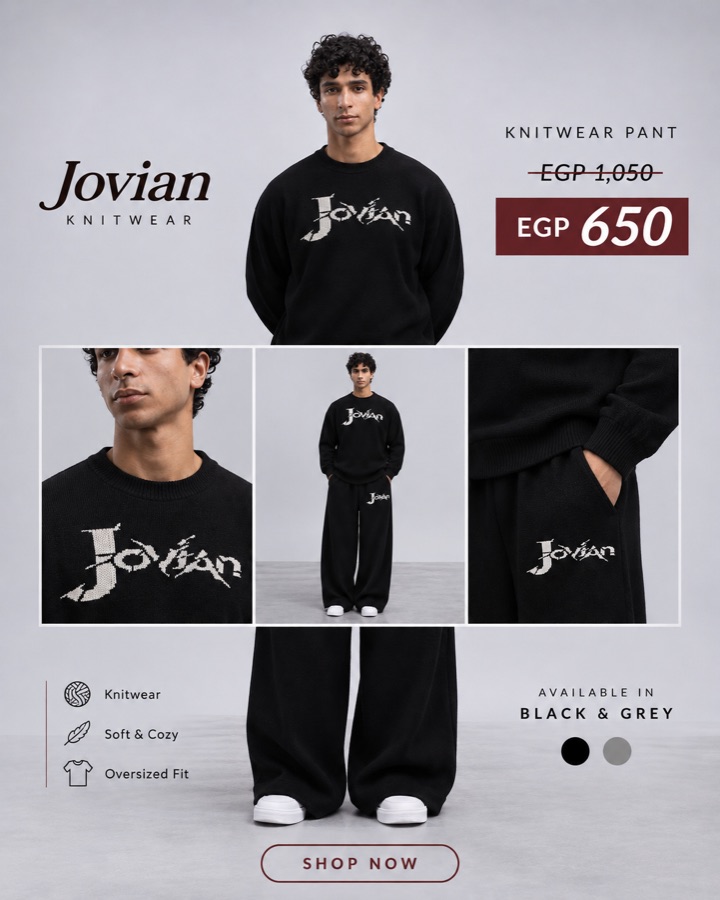 Jovian
KNITWEAR
Jovian
KNITWEAR PANT
EGP 1,050
EGP 650
Jovian
Jovian
Jovian
Jovian
Knitwear
Soft & Cozy
Oversized Fit
AVAILABLE IN
BLACK & GREY
SHOP NOW